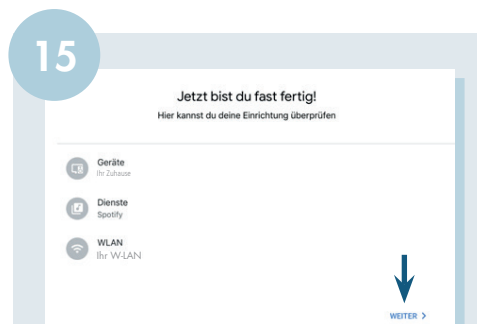 15
Jetzt bist du fast fertig!
Hier kannst du deine Einrichtung überprüfen
Geräte
Ihr Zuhause
Dienste
Spotify
WLAN
Ihr W-LAN
WEITER >